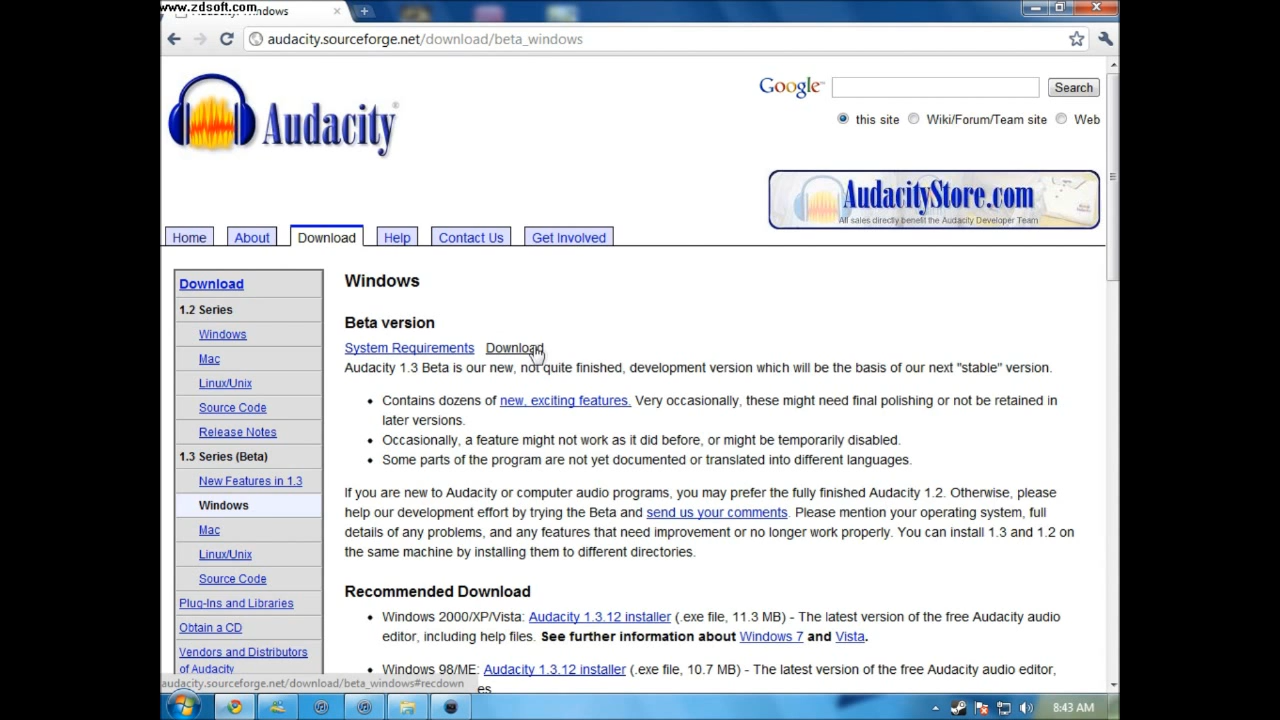 www.zdsoft.com
Windows
audacity.sourceforge.net/download/beta_windows
Audacity®
Google™
Search
this site Wiki/Forum/Team site Web
AudacityStore.com
All sales directly benefit the Audacity Developer Team
Home About Download Help Contact Us Get Involved
Download
1.2 Series
Windows
Mac
Linux/Unix
Source Code
Release Notes
1.3 Series (Beta)
New Features in 1.3
Windows
Mac
Linux/Unix
Source Code
Plug-Ins and Libraries
Obtain a CD
Vendors and Distributors
of Audacity
Windows
Beta version
System Requirements Download
Audacity 1.3 Beta is our new, not quite finished, development version which will be the basis of our next "stable" version.
• Contains dozens of new, exciting features. Very occasionally, these might need final polishing or not be retained in
later versions.
• Occasionally, a feature might not work as it did before, or might be temporarily disabled.
• Some parts of the program are not yet documented or translated into different languages.
If you are new to Audacity or computer audio programs, you may prefer the fully finished Audacity 1.2. Otherwise, please
help our development effort by trying the Beta and send us your comments. Please mention your operating system, full
details of any problems, and any features that need improvement or no longer work properly. You can install 1.3 and 1.2 on
the same machine by installing them to different directories.
Recommended Download
• Windows 2000/XP/Vista: Audacity 1.3.12 installer (.exe file, 11.3 MB) - The latest version of the free Audacity audio
editor, including help files. See further information about Windows 7 and Vista.
• Windows 98/ME: Audacity 1.3.12 installer (.exe file, 10.7 MB) - The latest version of the free Audacity audio editor,
audacity.sourceforge.net/download/beta_windows#recdown
8:43 AM